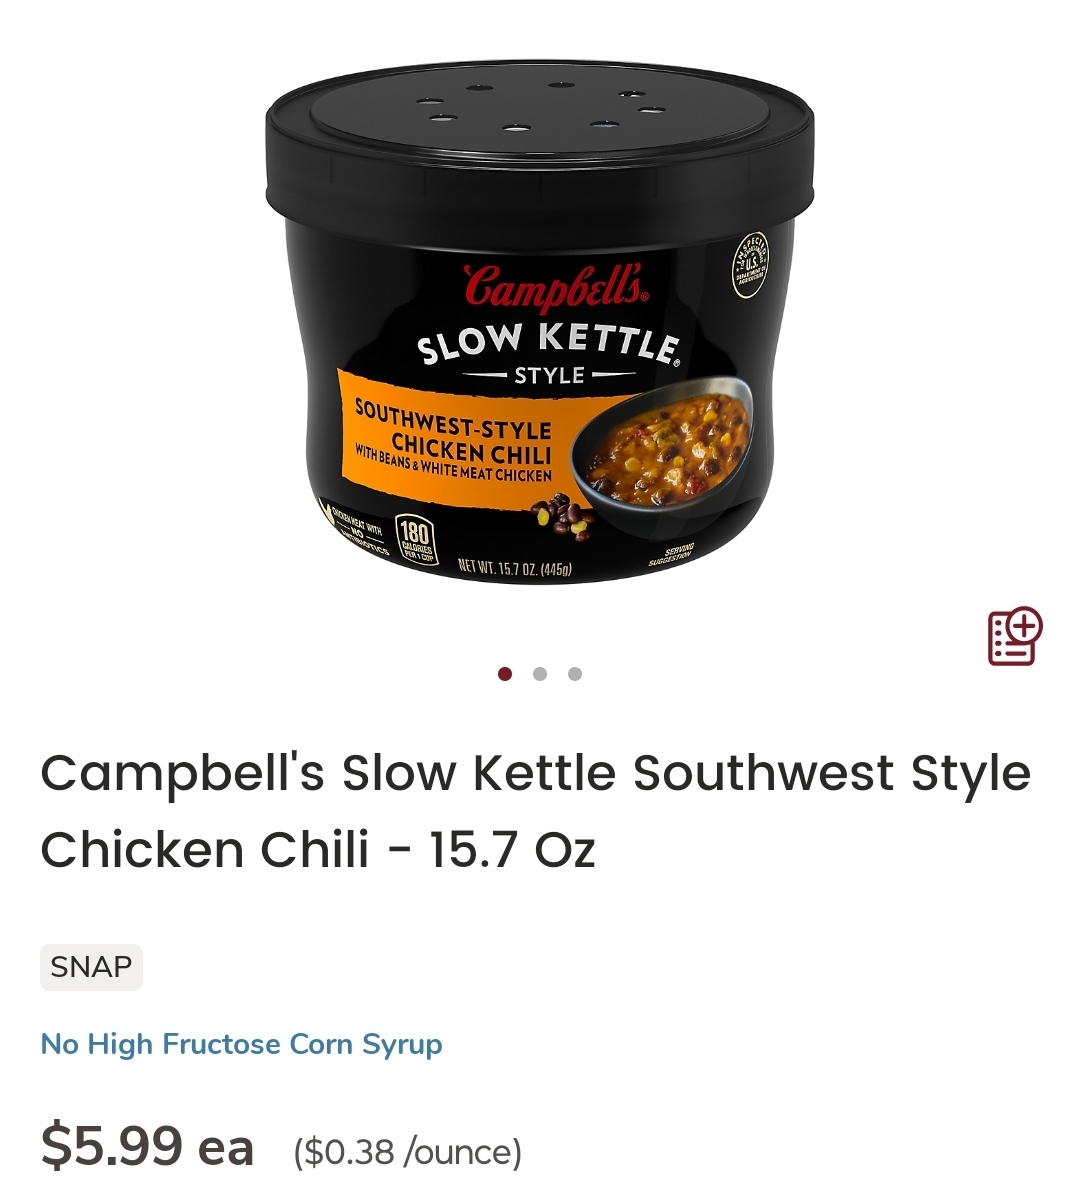 INSPECTED
U.S.
DEPARTMENT OF
AGRICULTURE
Campbell's®
SLOW KETTLE®
STYLE
SOUTHWEST-STYLE
CHICKEN CHILI
WITH BEANS & WHITE MEAT CHICKEN
CHICKEN MEAT WITH
NO
ANTIBIOTICS
180
CALORIES
PER 1 CUP
NET WT. 15.7 OZ. (445g)
SERVING
SUGGESTION
Campbell's Slow Kettle Southwest Style
Chicken Chili - 15.7 Oz
SNAP
No High Fructose Corn Syrup
$5.99 ea ($0.38 /ounce)